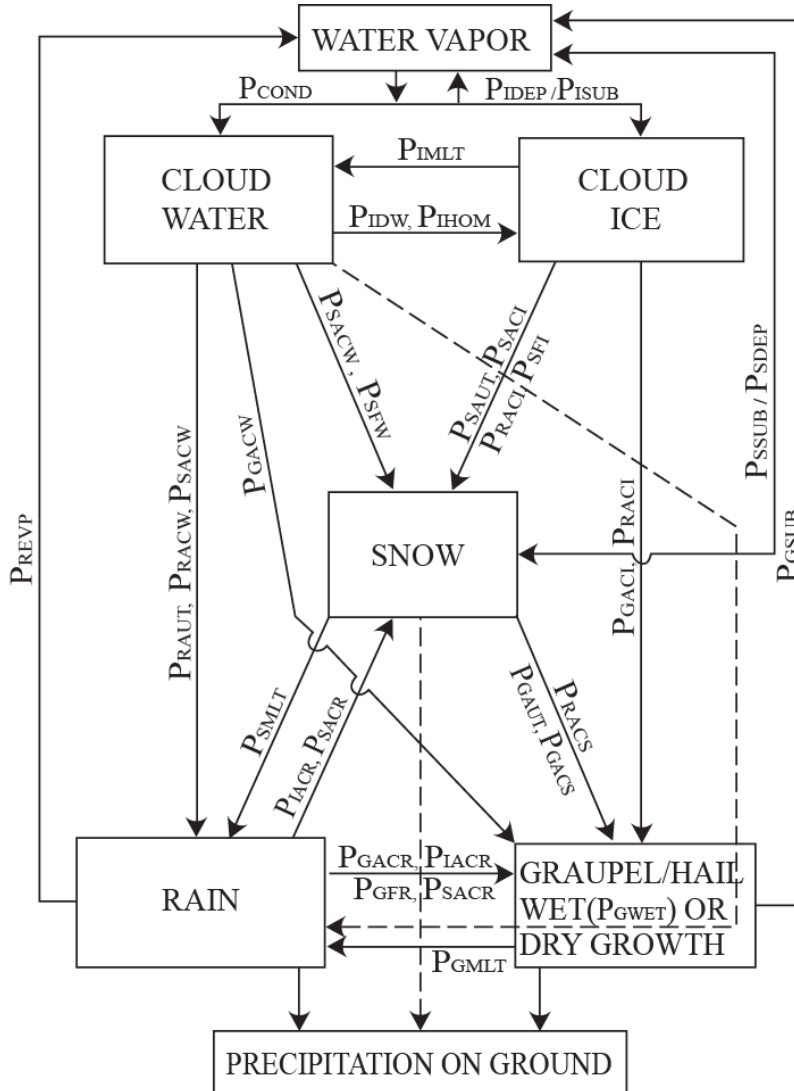 WATER VAPOR
PCOND
PIDEP /PISUB
CLOUD
WATER
PIMLT
PIDW, PIHOM
CLOUD
ICE
PSACW , PSFW
PSAUT, PSACI
PRACI, PSFI
PGACW
PRAUT, PRACW, PSACW
PREVP
PSSUB / PSDEP
PGSUB
PGACI, PRACI
SNOW
PSMLT
PIACR, PSACR
PRACS
PGAUT, PGACS
RAIN
PGACR, PIACR
PGFR, PSACR
PGMLT
GRAUPEL/HAIL
WET(PGWET) OR
DRY GROWTH
PRECIPITATION ON GROUND